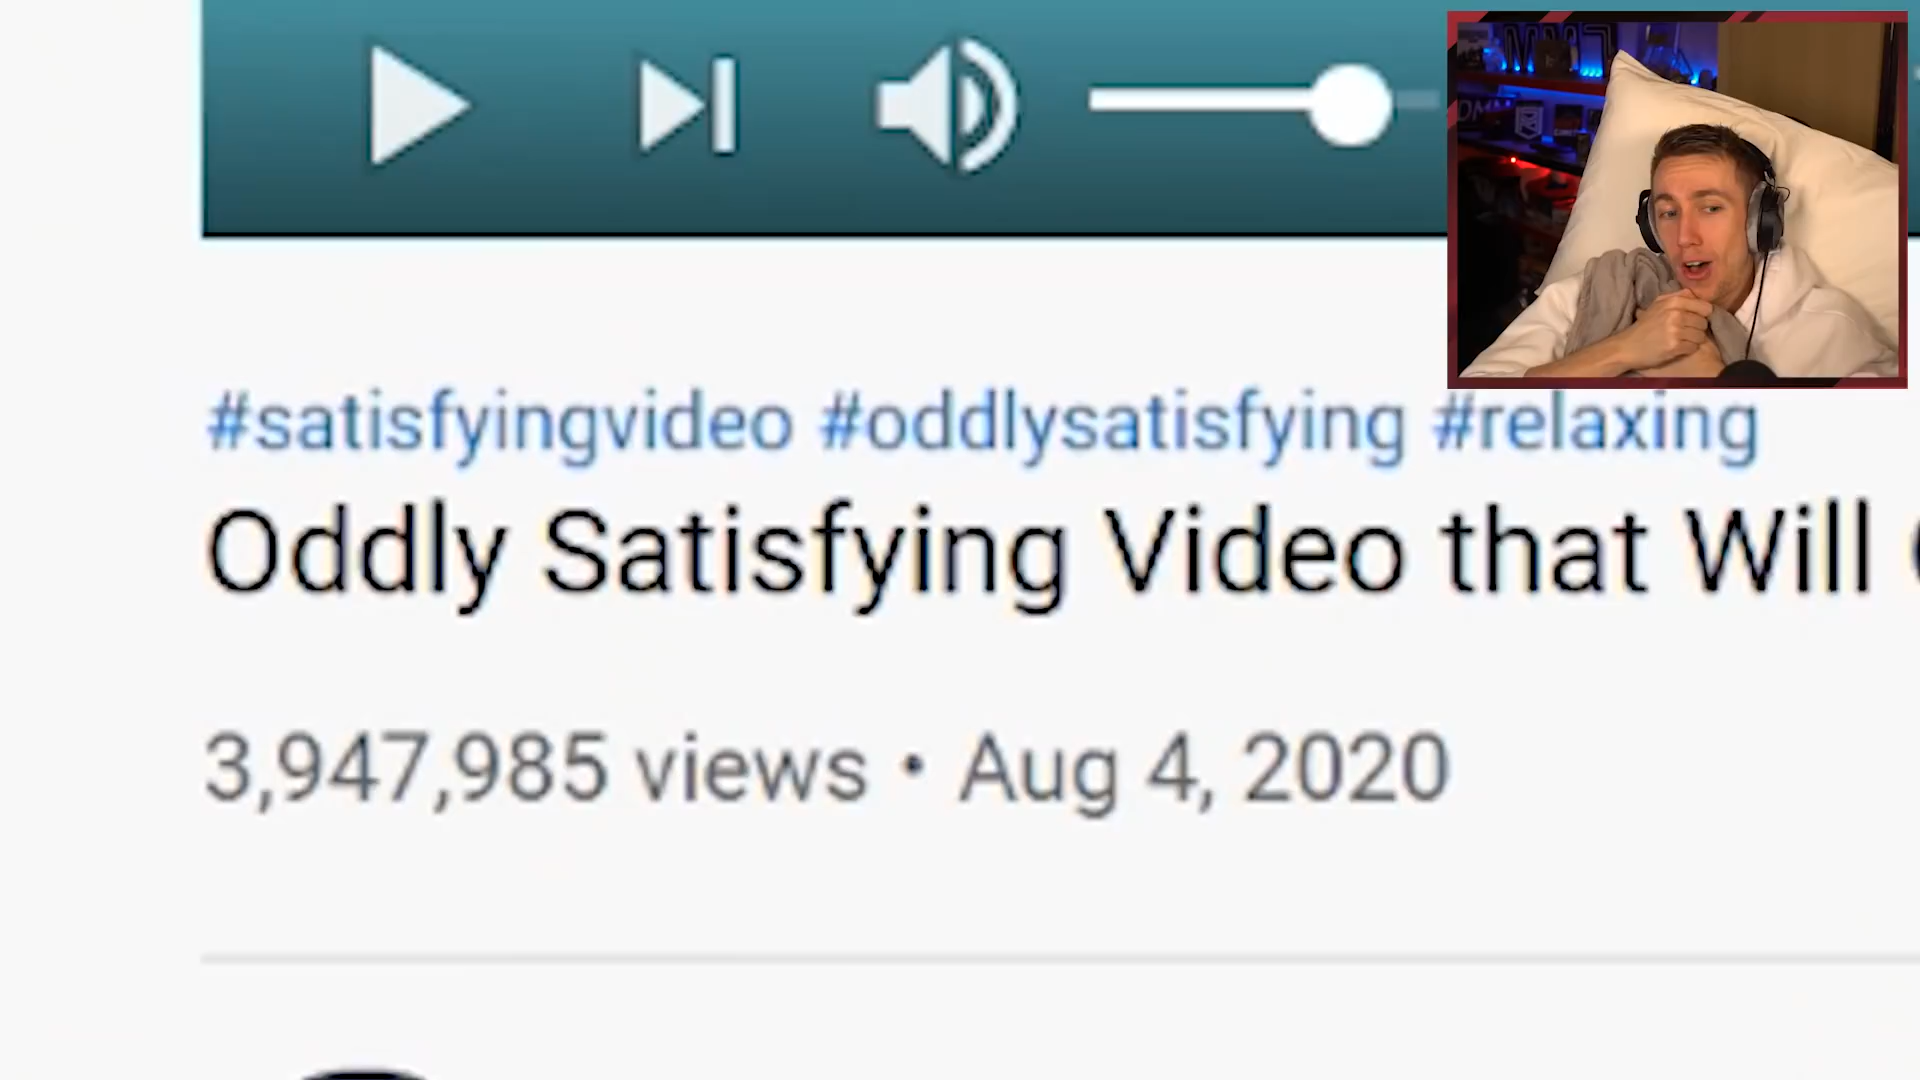 #satisfyingvideo #oddlysatisfying #relaxing
Oddly Satisfying Video that Will
3,947,985 views • Aug 4, 2020